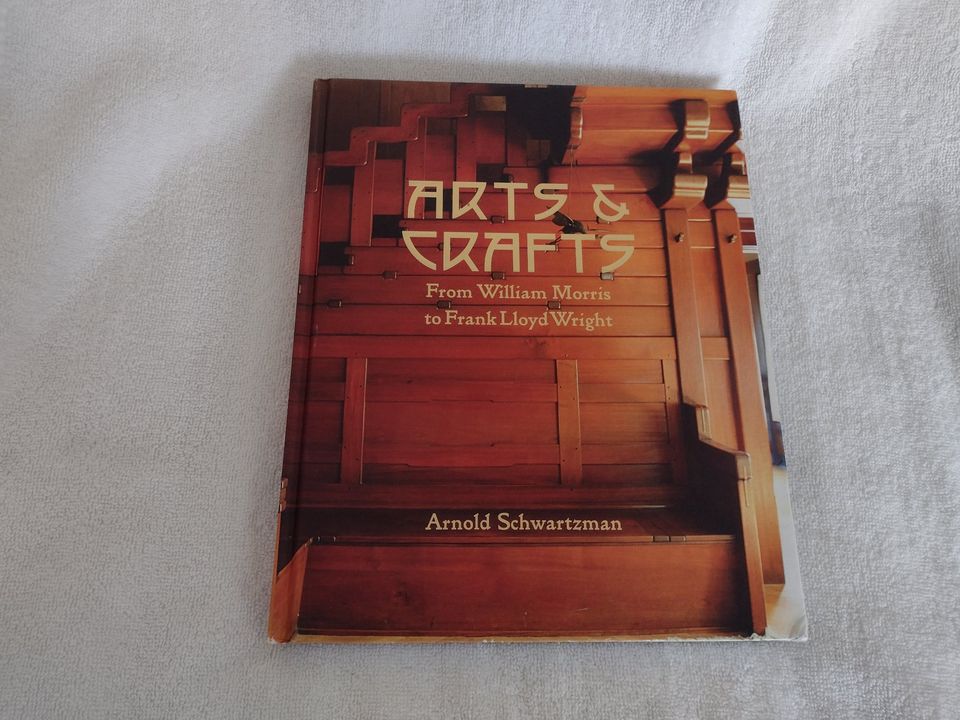 ARTS &
CRAFTS
From William Morris
to Frank Lloyd Wright
Arnold Schwartzman